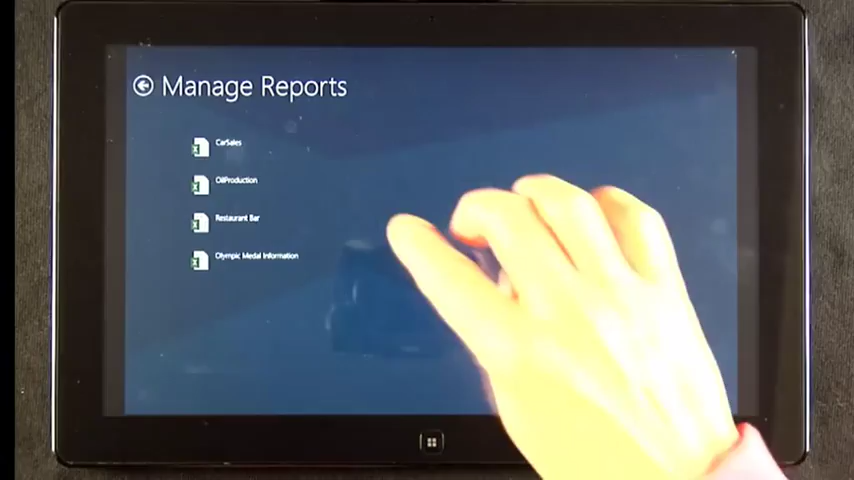 Manage Reports
CarSales
OilProduction
Restaurant Bar
Olympic Medal Information